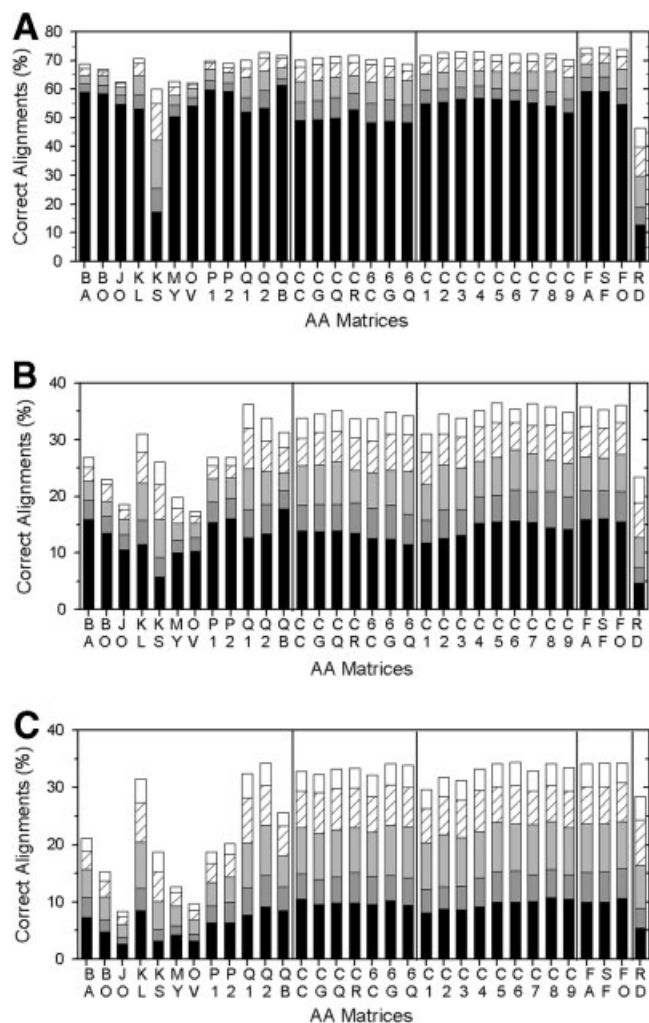 A
80
70
60
50
40
30
20
10
0
Correct Alignments (%)
B B J K K M O P P Q Q Q C C C C 6 6 6 C C C C C C C C C F S F R
A O O L S Y V 1 2 1 2 B C G Q R C G Q 1 2 3 4 5 6 7 8 9 A F O D
AA Matrices
B
40
30
20
10
0
Correct Alignments (%)
B B J K K M O P P Q Q Q C C C C 6 6 6 C C C C C C C C C F S F R
A O O L S Y V 1 2 1 2 B C G Q R C G Q 1 2 3 4 5 6 7 8 9 A F O D
AA Matrices
C
40
30
20
10
0
Correct Alignments (%)
B B J K K M O P P Q Q Q C C C C 6 6 6 C C C C C C C C C F S F R
A O O L S Y V 1 2 1 2 B C G Q R C G Q 1 2 3 4 5 6 7 8 9 A F O D
AA Matrices